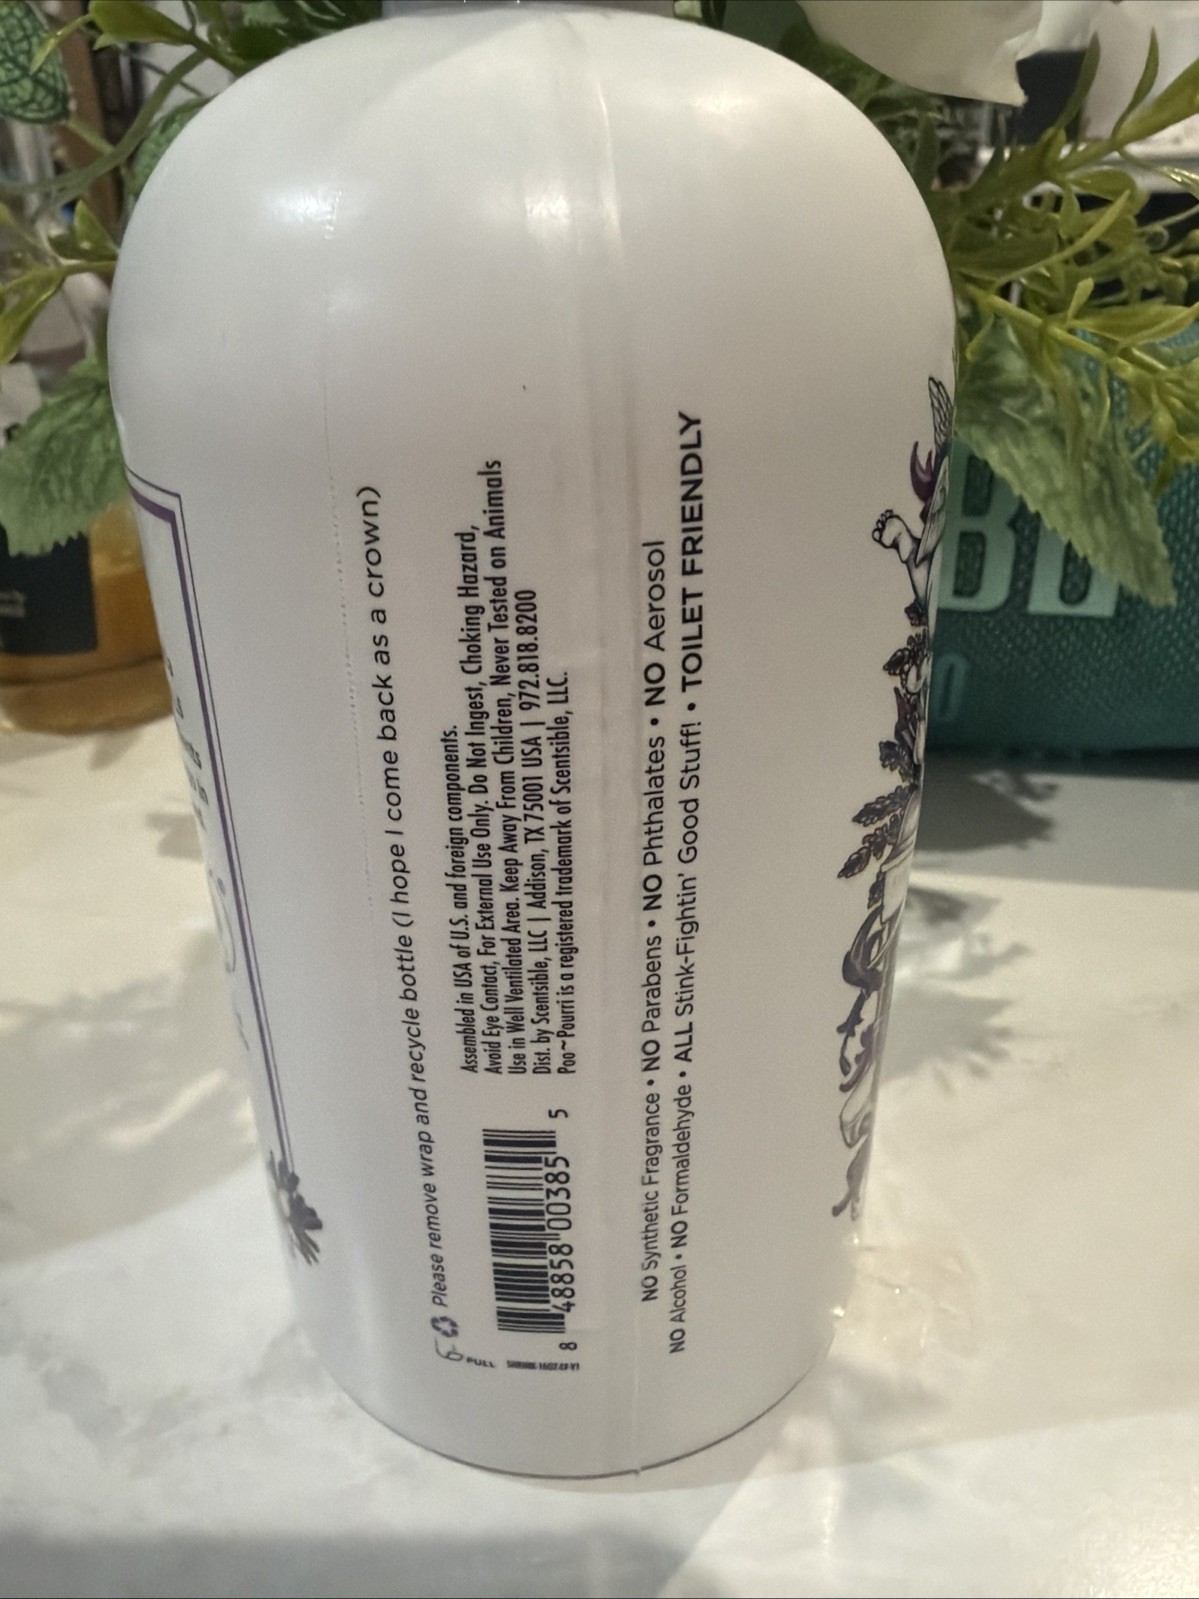 Please remove wrap and recycle bottle (I hope I come back as a crown)
Assembled in USA of U.S. and foreign components.
Avoid Eye Contact, For External Use Only. Do Not Ingest, Choking Hazard,
Use in Well Ventilated Area. Keep Away From Children, Never Tested on Animals
Dist. by Scentsible, LLC | Addison, TX 75001 USA | 972.818.8200
Poo~Pourri is a registered trademark of Scentsible, LLC.
8 48858 00385 5
PULL
NO Synthetic Fragrance • NO Parabens • NO Phthalates • NO Aerosol
NO Alcohol • NO Formaldehyde • ALL Stink-Fightin' Good Stuff! • TOILET FRIENDLY